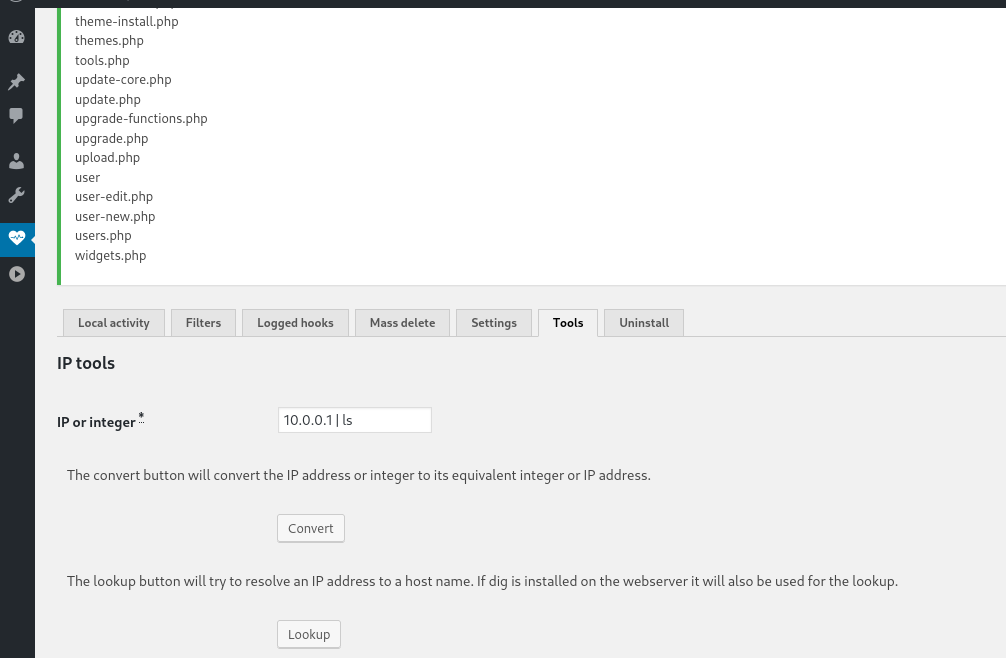 theme-install.php
themes.php
tools.php
update-core.php
update.php
upgrade-functions.php
upgrade.php
upload.php
user
user-edit.php
user-new.php
users.php
widgets.php
Local activity Filters Logged hooks Mass delete Settings Tools Uninstall
IP tools
IP or integer * 10.0.0.1 | ls
The convert button will convert the IP address or integer to its equivalent integer or IP address.
Convert
The lookup button will try to resolve an IP address to a host name. If dig is installed on the webserver it will also be used for the lookup.
Lookup